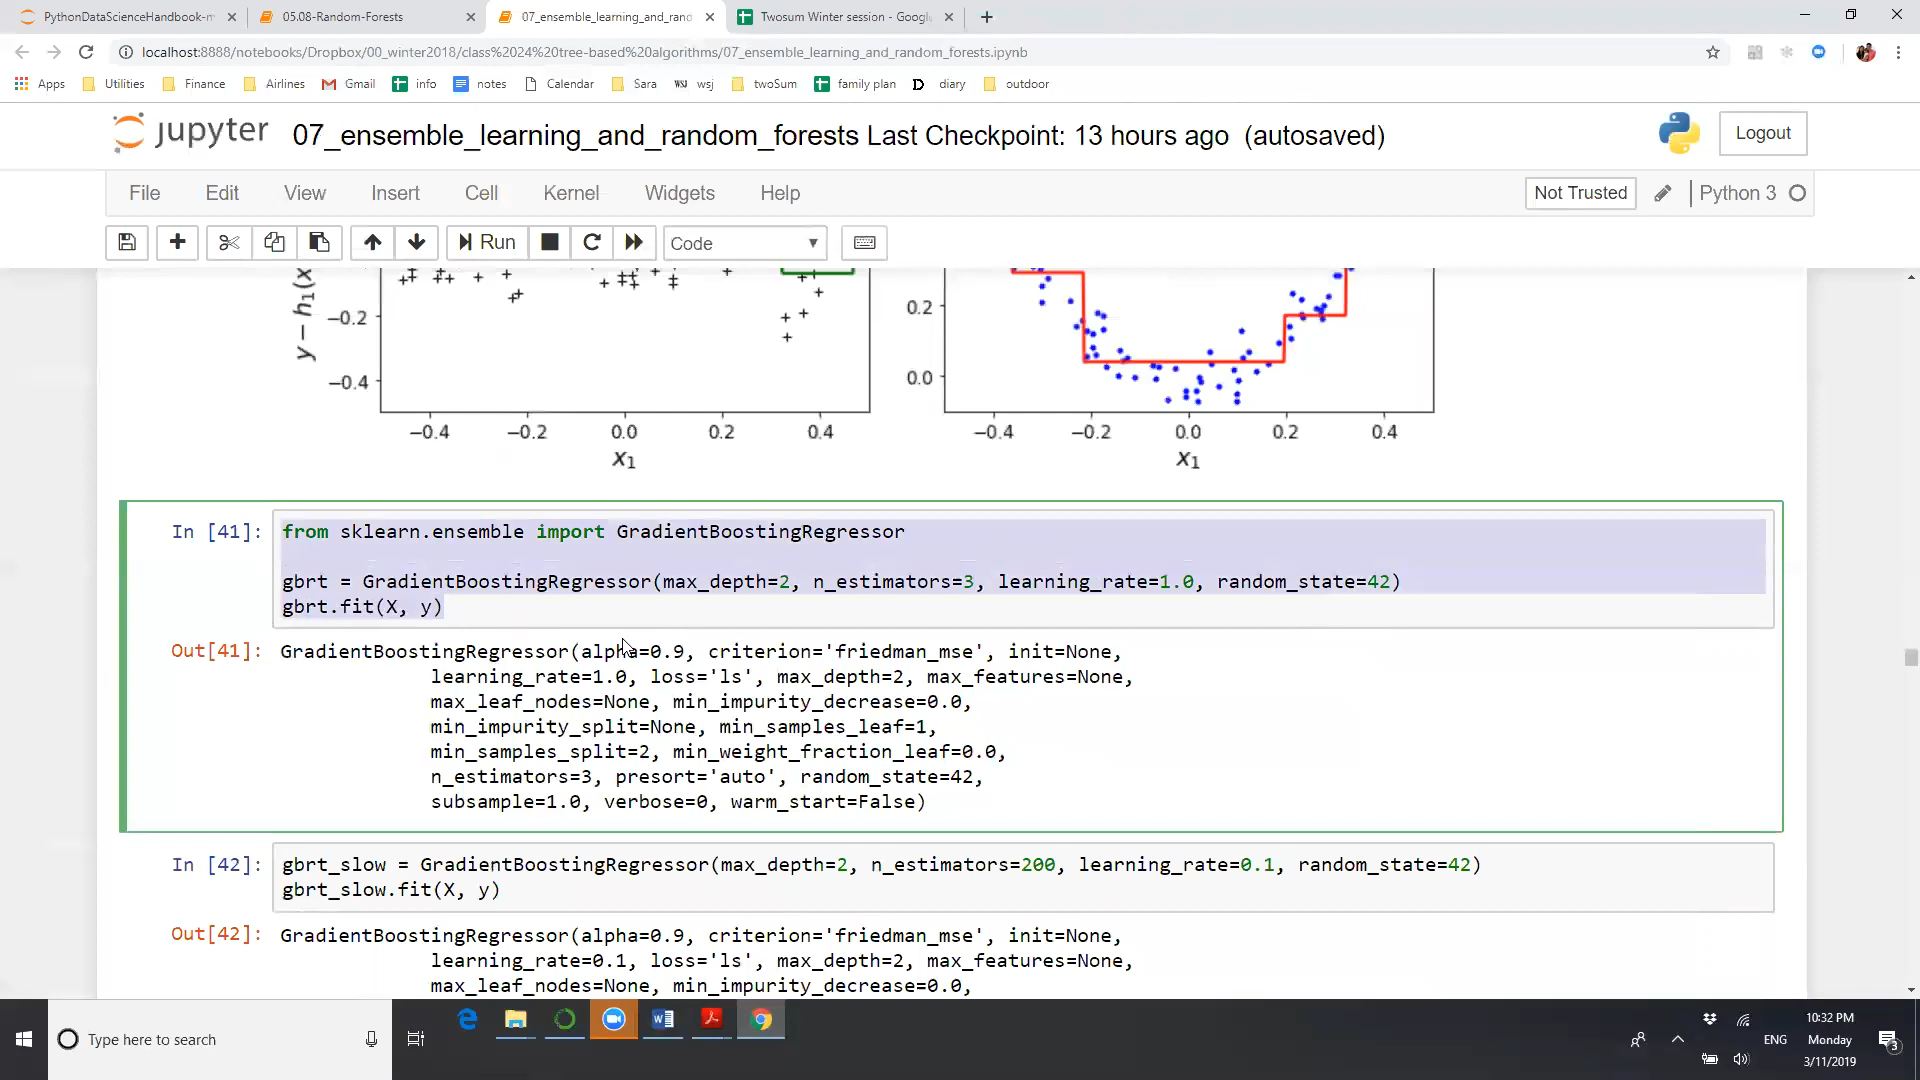 PythonDataScienceHandbook-m
05.08-Random-Forests
07_ensemble_learning_and_rand
Twosum Winter session - Google
localhost:8888/notebooks/Dropbox/00_winter2018/class%2024%20tree-based%20algorithms/07_ensemble_learning_and_random_forests.ipynb
Apps Utilities Finance Airlines Gmail info notes Calendar Sara WSJ wsj twoSum family plan D diary outdoor
jupyter 07_ensemble_learning_and_random_forests Last Checkpoint: 13 hours ago (autosaved) Logout
File Edit View Insert Cell Kernel Widgets Help Not Trusted Python 3
Run Code
y − h₁(x
−0.2
−0.4
−0.4 −0.2 0.0 0.2 0.4
x₁
0.2
0.0
−0.4 −0.2 0.0 0.2 0.4
x₁
In [41]: from sklearn.ensemble import GradientBoostingRegressor
gbrt = GradientBoostingRegressor(max_depth=2, n_estimators=3, learning_rate=1.0, random_state=42)
gbrt.fit(X, y)
Out[41]: GradientBoostingRegressor(alpha=0.9, criterion='friedman_mse', init=None,
learning_rate=1.0, loss='ls', max_depth=2, max_features=None,
max_leaf_nodes=None, min_impurity_decrease=0.0,
min_impurity_split=None, min_samples_leaf=1,
min_samples_split=2, min_weight_fraction_leaf=0.0,
n_estimators=3, presort='auto', random_state=42,
subsample=1.0, verbose=0, warm_start=False)
In [42]: gbrt_slow = GradientBoostingRegressor(max_depth=2, n_estimators=200, learning_rate=0.1, random_state=42)
gbrt_slow.fit(X, y)
Out[42]: GradientBoostingRegressor(alpha=0.9, criterion='friedman_mse', init=None,
learning_rate=0.1, loss='ls', max_depth=2, max_features=None,
max_leaf_nodes=None, min_impurity_decrease=0.0,
Type here to search
ENG
10:32 PM
Monday
3/11/2019
3